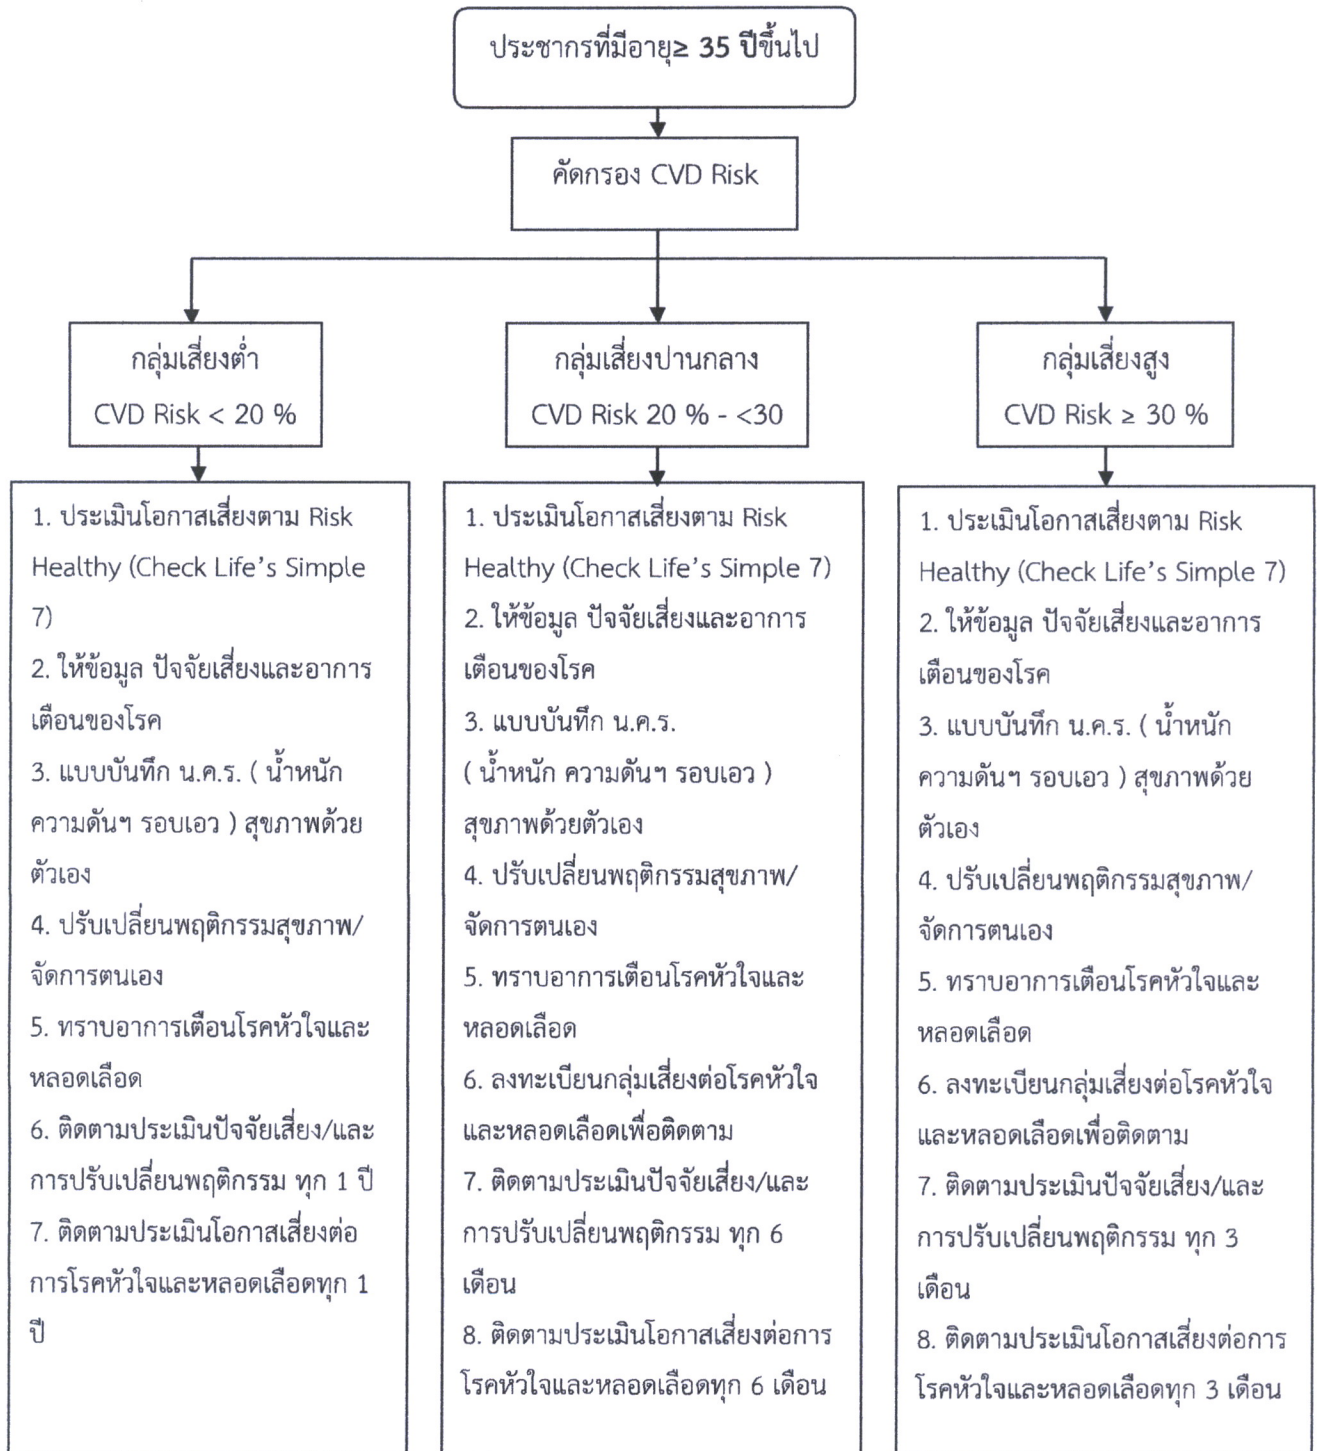 ประชากรที่มีอายุ≥ 35 ปีขึ้นไป
คัดกรอง CVD Risk
กลุ่มเสี่ยงต่ำ
CVD Risk < 20 %
กลุ่มเสี่ยงปานกลาง
CVD Risk 20 % - <30
กลุ่มเสี่ยงสูง
CVD Risk ≥ 30 %
1. ประเมินโอกาสเสี่ยงตาม Risk
Healthy (Check Life's Simple
7)
2. ให้ข้อมูล ปัจจัยเสี่ยงและอาการ
เตือนของโรค
3. แบบบันทึก น.ค.ร. ( น้ำหนัก
ความดันฯ รอบเอว ) สุขภาพด้วย
ตัวเอง
4. ปรับเปลี่ยนพฤติกรรมสุขภาพ/
จัดการตนเอง
5. ทราบอาการเตือนโรคหัวใจและ
หลอดเลือด
6. ติดตามประเมินปัจจัยเสี่ยง/และ
การปรับเปลี่ยนพฤติกรรม ทุก 1 ปี
7. ติดตามประเมินโอกาสเสี่ยงต่อ
การโรคหัวใจและหลอดเลือดทุก 1
ปี
1. ประเมินโอกาสเสี่ยงตาม Risk
Healthy (Check Life's Simple 7)
2. ให้ข้อมูล ปัจจัยเสี่ยงและอาการ
เตือนของโรค
3. แบบบันทึก น.ค.ร.
( น้ำหนัก ความดันฯ รอบเอว )
สุขภาพด้วยตัวเอง
4. ปรับเปลี่ยนพฤติกรรมสุขภาพ/
จัดการตนเอง
5. ทราบอาการเตือนโรคหัวใจและ
หลอดเลือด
6. ลงทะเบียนกลุ่มเสี่ยงต่อโรคหัวใจ
และหลอดเลือดเพื่อติดตาม
7. ติดตามประเมินปัจจัยเสี่ยง/และ
การปรับเปลี่ยนพฤติกรรม ทุก 6
เดือน
8. ติดตามประเมินโอกาสเสี่ยงต่อการ
โรคหัวใจและหลอดเลือดทุก 6 เดือน
1. ประเมินโอกาสเสี่ยงตาม Risk
Healthy (Check Life's Simple 7)
2. ให้ข้อมูล ปัจจัยเสี่ยงและอาการ
เตือนของโรค
3. แบบบันทึก น.ค.ร. ( น้ำหนัก
ความดันฯ รอบเอว ) สุขภาพด้วย
ตัวเอง
4. ปรับเปลี่ยนพฤติกรรมสุขภาพ/
จัดการตนเอง
5. ทราบอาการเตือนโรคหัวใจและ
หลอดเลือด
6. ลงทะเบียนกลุ่มเสี่ยงต่อโรคหัวใจ
และหลอดเลือดเพื่อติดตาม
7. ติดตามประเมินปัจจัยเสี่ยง/และ
การปรับเปลี่ยนพฤติกรรม ทุก 3
เดือน
8. ติดตามประเมินโอกาสเสี่ยงต่อการ
โรคหัวใจและหลอดเลือดทุก 3 เดือน